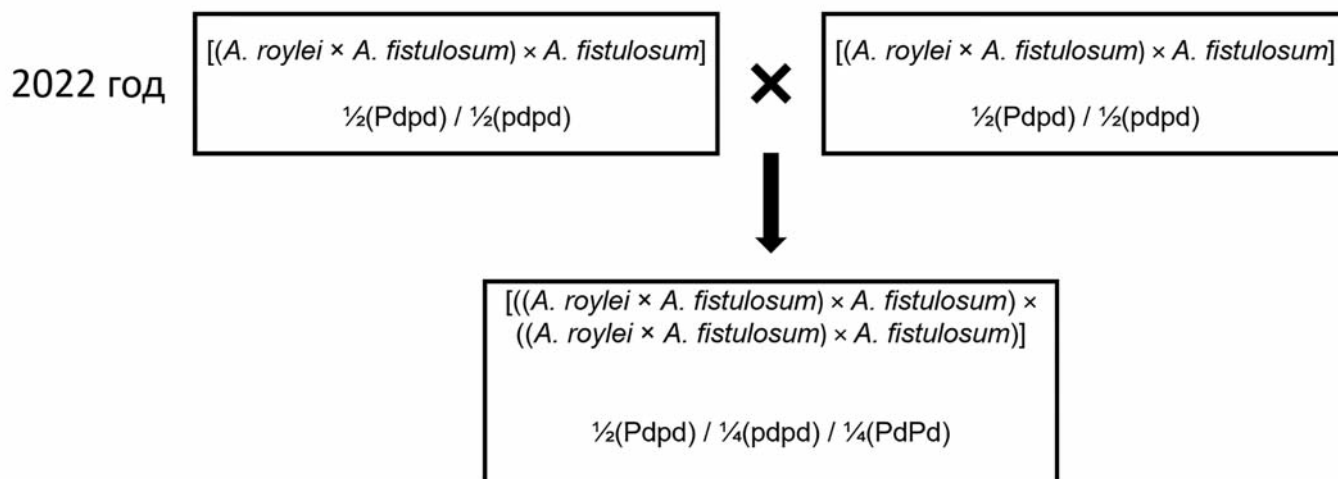 [(A. roylei × A. fistulosum) × A. fistulosum]
½(Pdpd) / ½(pdpd)
2022 год
[(A. roylei × A. fistulosum) × A. fistulosum]
½(Pdpd) / ½(pdpd)
[((A. roylei × A. fistulosum) × A. fistulosum) ×
((A. roylei × A. fistulosum) × A. fistulosum)]
½(Pdpd) / ¼(pdpd) / ¼(PdPd)